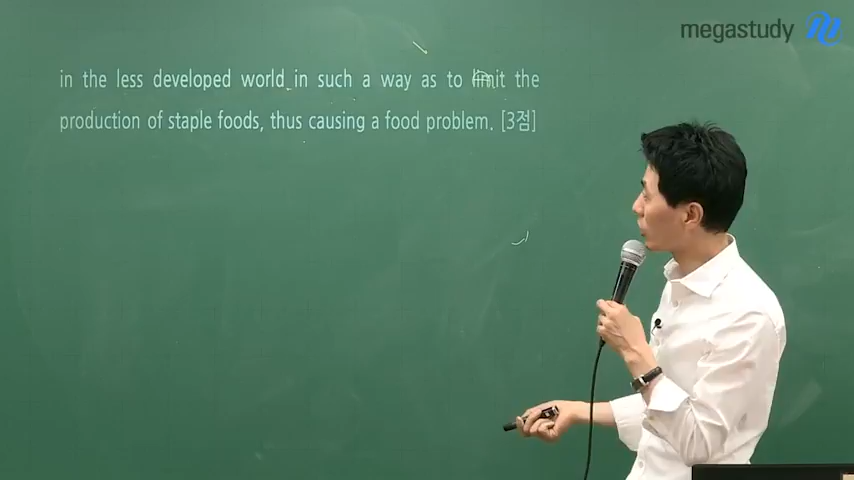 megastudy
in the less developed world in such a way as to limit the
production of staple foods, thus causing a food problem. [3점]